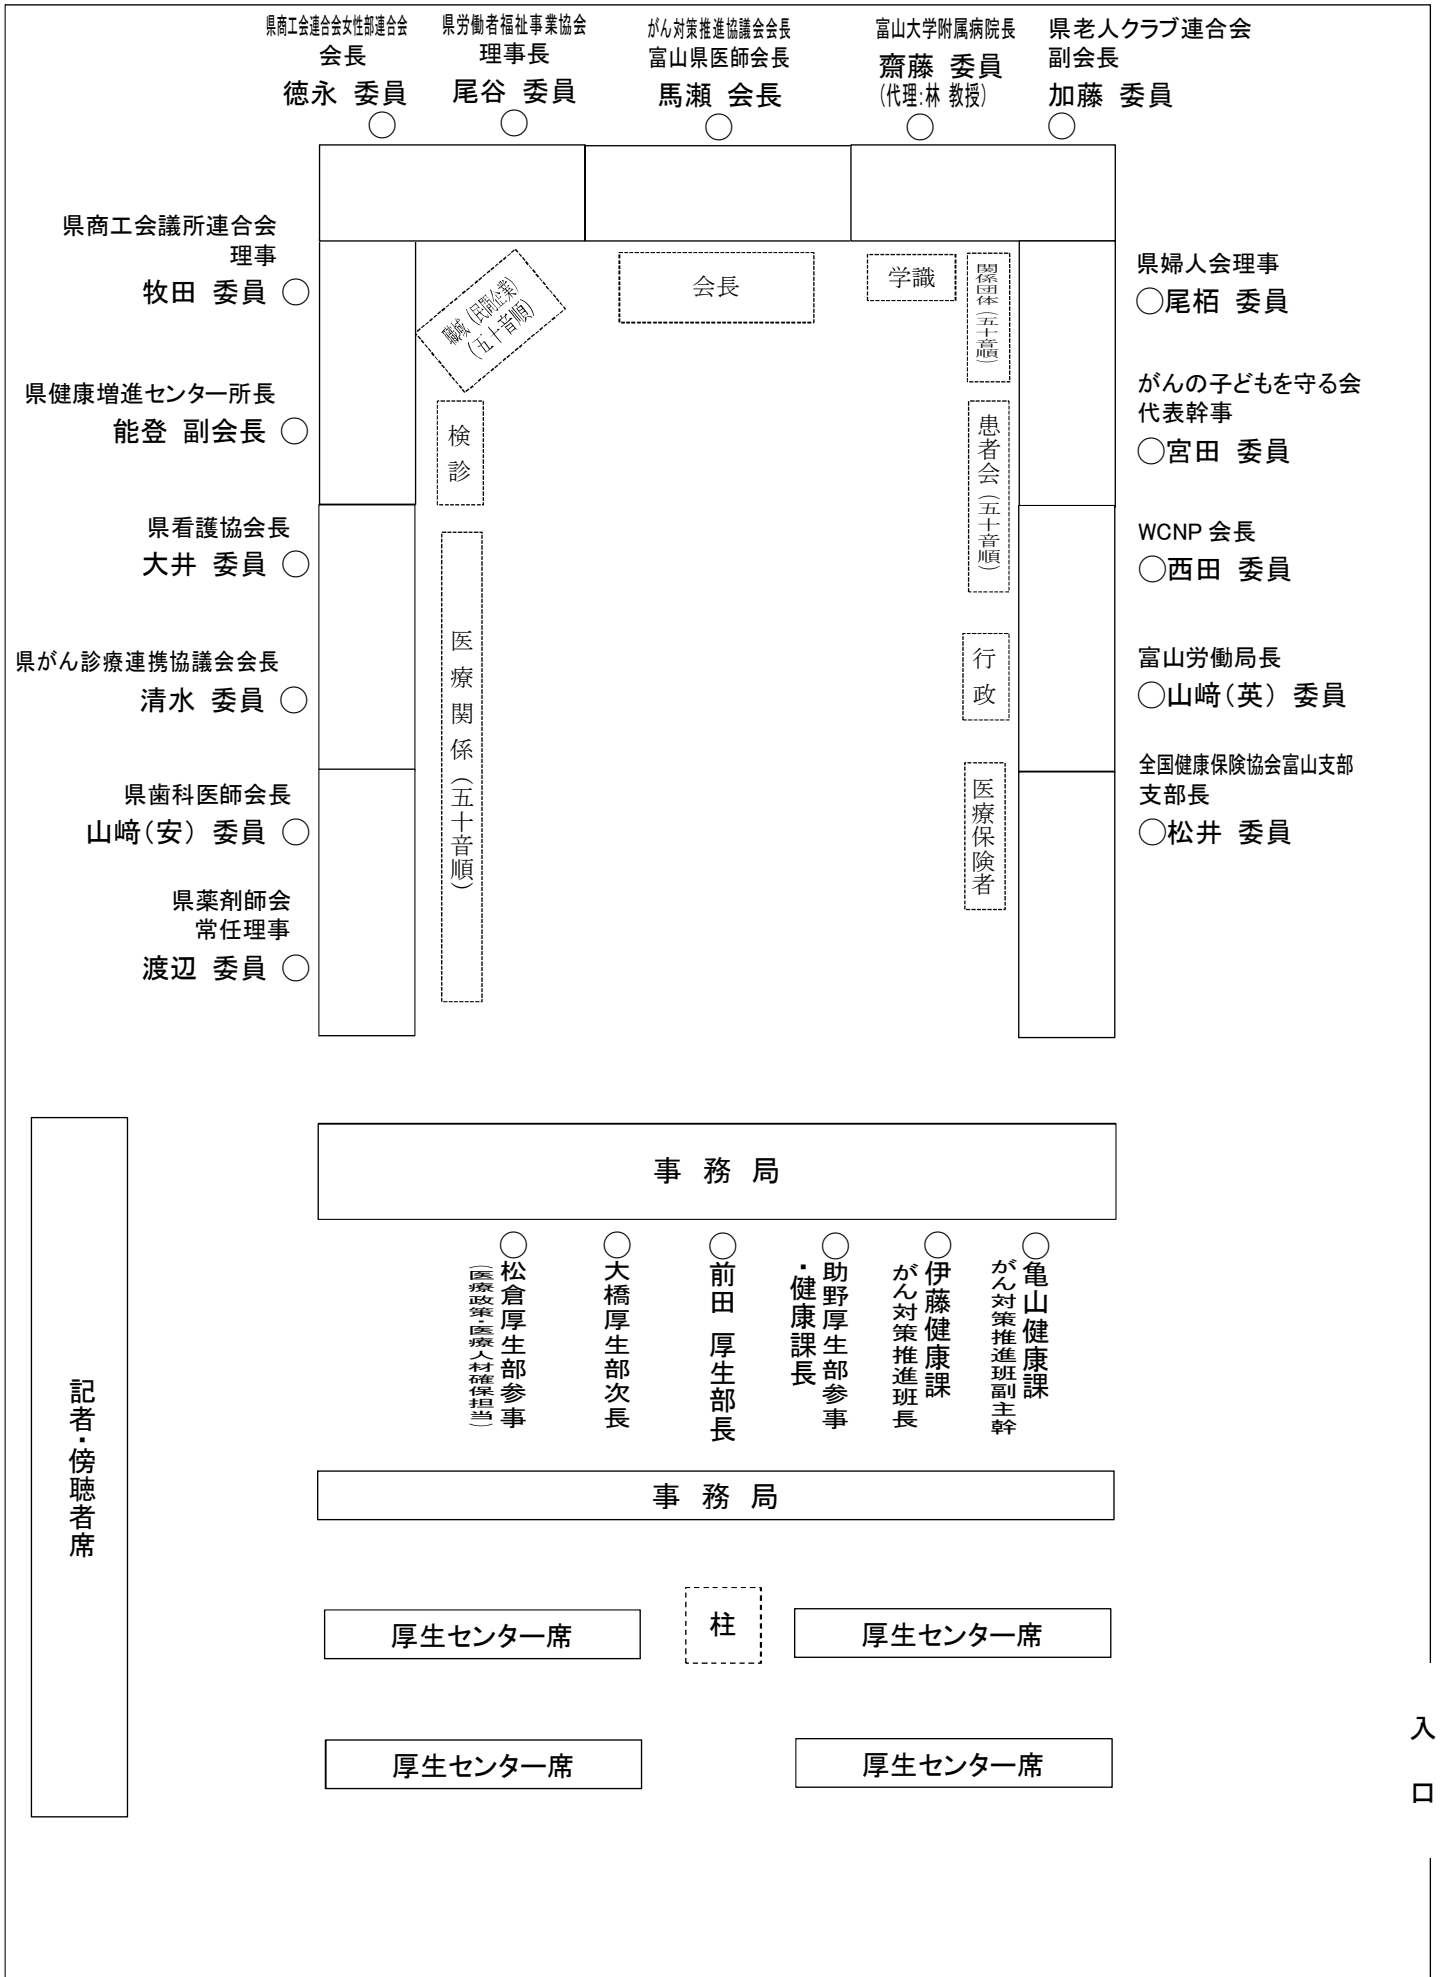 県商工会連合会女性部連合会
会長
徳永 委員
○
県労働者福祉事業協会
理事長
尾谷 委員
○
がん対策推進協議会会長
富山県医師会長
馬瀬 会長
○
富山大学附属病院長
齋藤 委員
(代理:林 教授)
○
県老人クラブ連合会
副会長
加藤 委員
○
県商工会議所連合会
理事
牧田 委員 ○
県健康増進センター所長
能登 副会長 ○
県看護協会長
大井 委員 ○
県がん診療連携協議会会長
清水 委員 ○
県歯科医師会長
山﨑(安) 委員 ○
県薬剤師会
常任理事
渡辺 委員 ○
職域(民間企業)
(五十音順)
検診
医療関係(五十音順)
会長
学識
関係団体(五十音順)
患者会(五十音順)
行政
医療保険者
県婦人会理事
○尾栢 委員
がんの子どもを守る会
代表幹事
○宮田 委員
WCNP 会長
○西田 委員
富山労働局長
○山﨑(英) 委員
全国健康保険協会富山支部
支部長
○松井 委員
事 務 局
○松倉厚生部参事
(医療政策・医療人材確保担当)
○大橋厚生部次長
○前田 厚生部長
○助野厚生部参事
・健康課長
○伊藤健康課
がん対策推進班長
○亀山健康課
がん対策推進班副主幹
事 務 局
記者・傍聴者席
厚生センター席
柱
厚生センター席
厚生センター席
厚生センター席
入
口